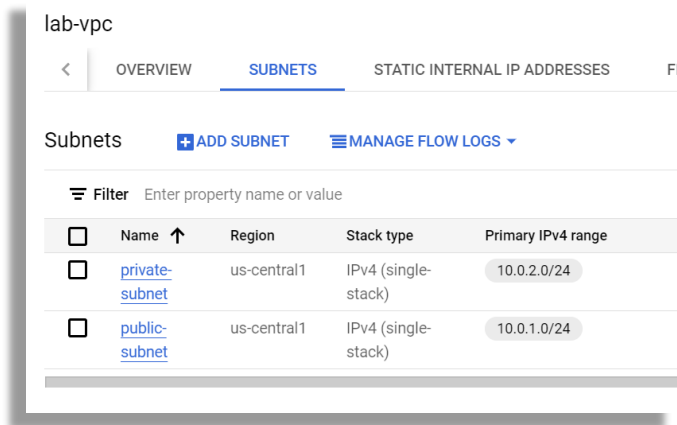 lab-vpc
OVERVIEW SUBNETS STATIC INTERNAL IP ADDRESSES
Subnets ADD SUBNET MANAGE FLOW LOGS
Filter Enter property name or value
Name Region Stack type Primary IPv4 range
private- us-central1 IPv4 (single- 10.0.2.0/24
subnet stack)
public- us-central1 IPv4 (single- 10.0.1.0/24
subnet stack)